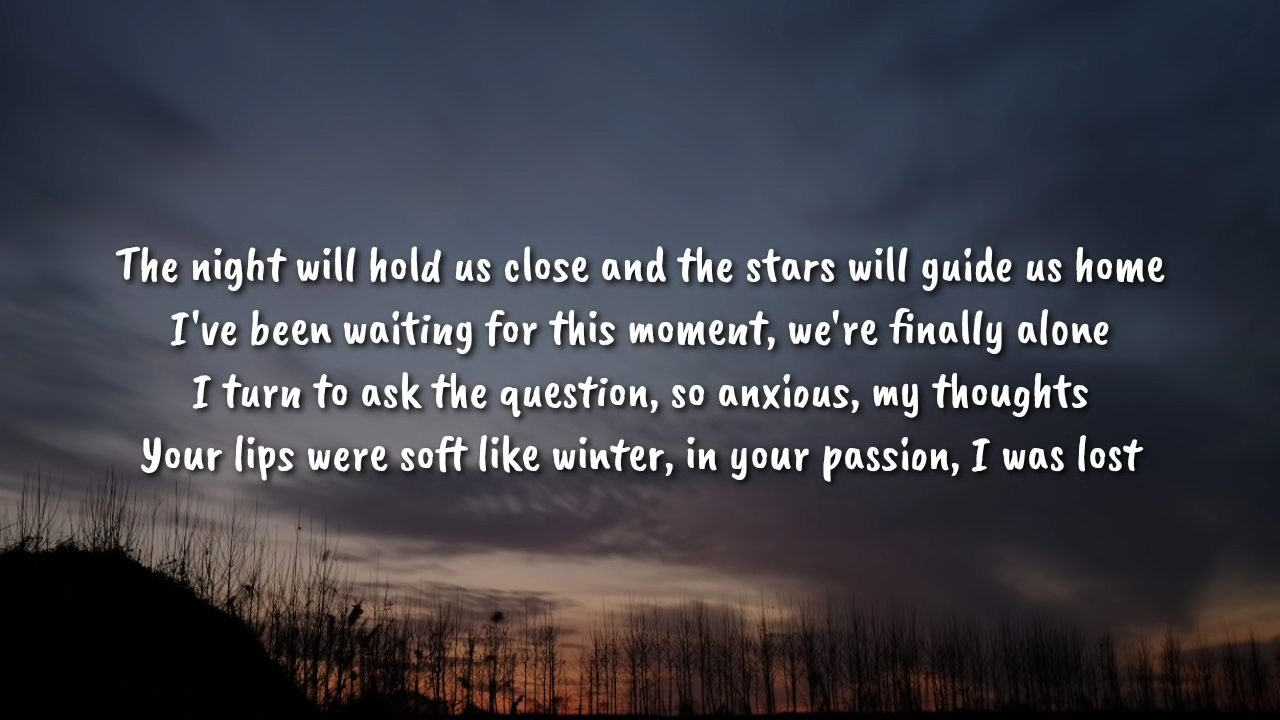 The night will hold us close and the stars will guide us home
I've been waiting for this moment, we're finally alone
I turn to ask the question, so anxious, my thoughts
Your lips were soft like winter, in your passion, I was lost